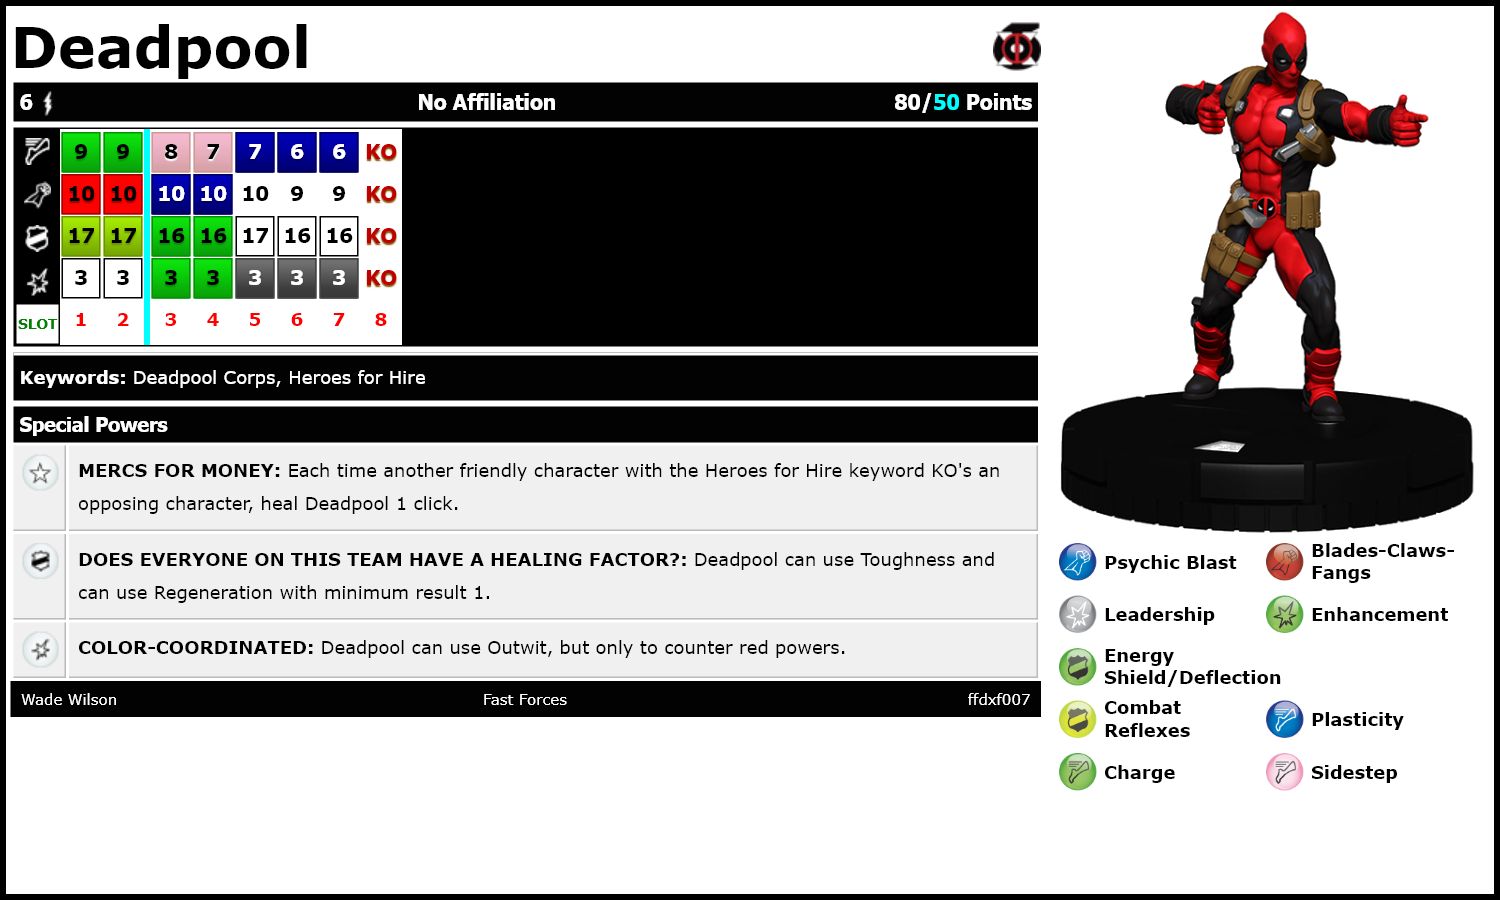 Deadpool
6 No Affiliation 80/50 Points
9 9 8 7 7 6 6 KO
10 10 10 10 10 9 9 KO
17 17 16 16 17 16 16 KO
3 3 3 3 3 3 3 KO
SLOT 1 2 3 4 5 6 7 8
Keywords: Deadpool Corps, Heroes for Hire
Special Powers
MERCS FOR MONEY: Each time another friendly character with the Heroes for Hire keyword KO's an
opposing character, heal Deadpool 1 click.
DOES EVERYONE ON THIS TEAM HAVE A HEALING FACTOR?: Deadpool can use Toughness and
can use Regeneration with minimum result 1.
COLOR-COORDINATED: Deadpool can use Outwit, but only to counter red powers.
Wade Wilson Fast Forces ffdxf007
Psychic Blast
Blades-Claws-
Fangs
Leadership
Enhancement
Energy
Shield/Deflection
Combat
Reflexes
Plasticity
Charge
Sidestep